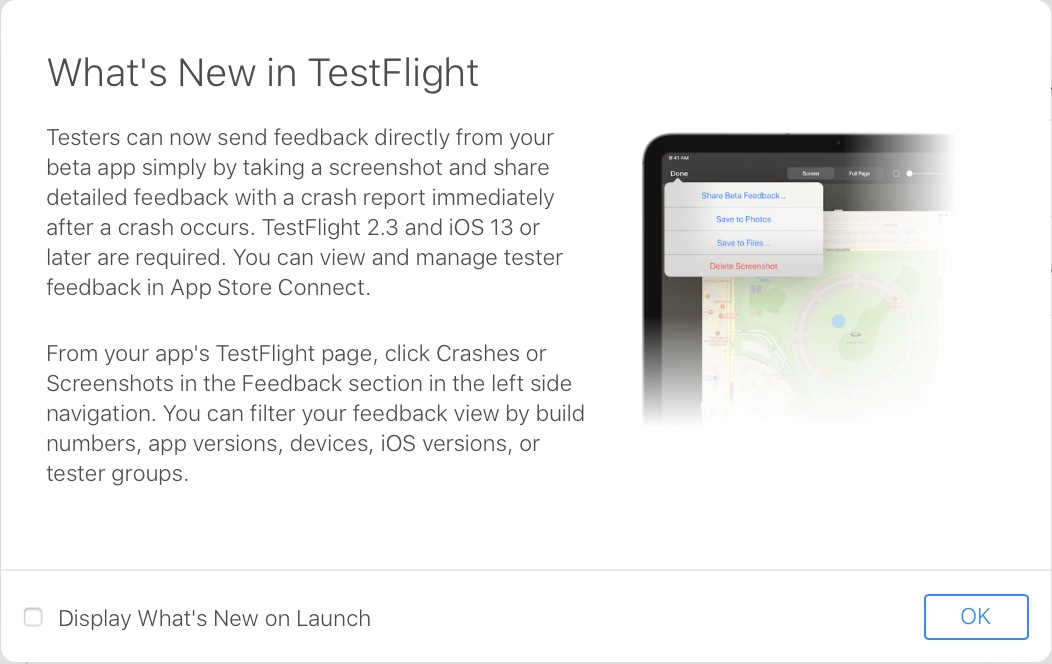 What's New in TestFlight
Testers can now send feedback directly from your
beta app simply by taking a screenshot and share
detailed feedback with a crash report immediately
after a crash occurs. TestFlight 2.3 and iOS 13 or
later are required. You can view and manage tester
feedback in App Store Connect.
From your app's TestFlight page, click Crashes or
Screenshots in the Feedback section in the left side
navigation. You can filter your feedback view by build
numbers, app versions, devices, iOS versions, or
tester groups.
9:41 AM
Done
Screen
Full Page
Share Beta Feedback...
Save to Photos
Save to Files...
Delete Screenshot
Display What's New on Launch
OK